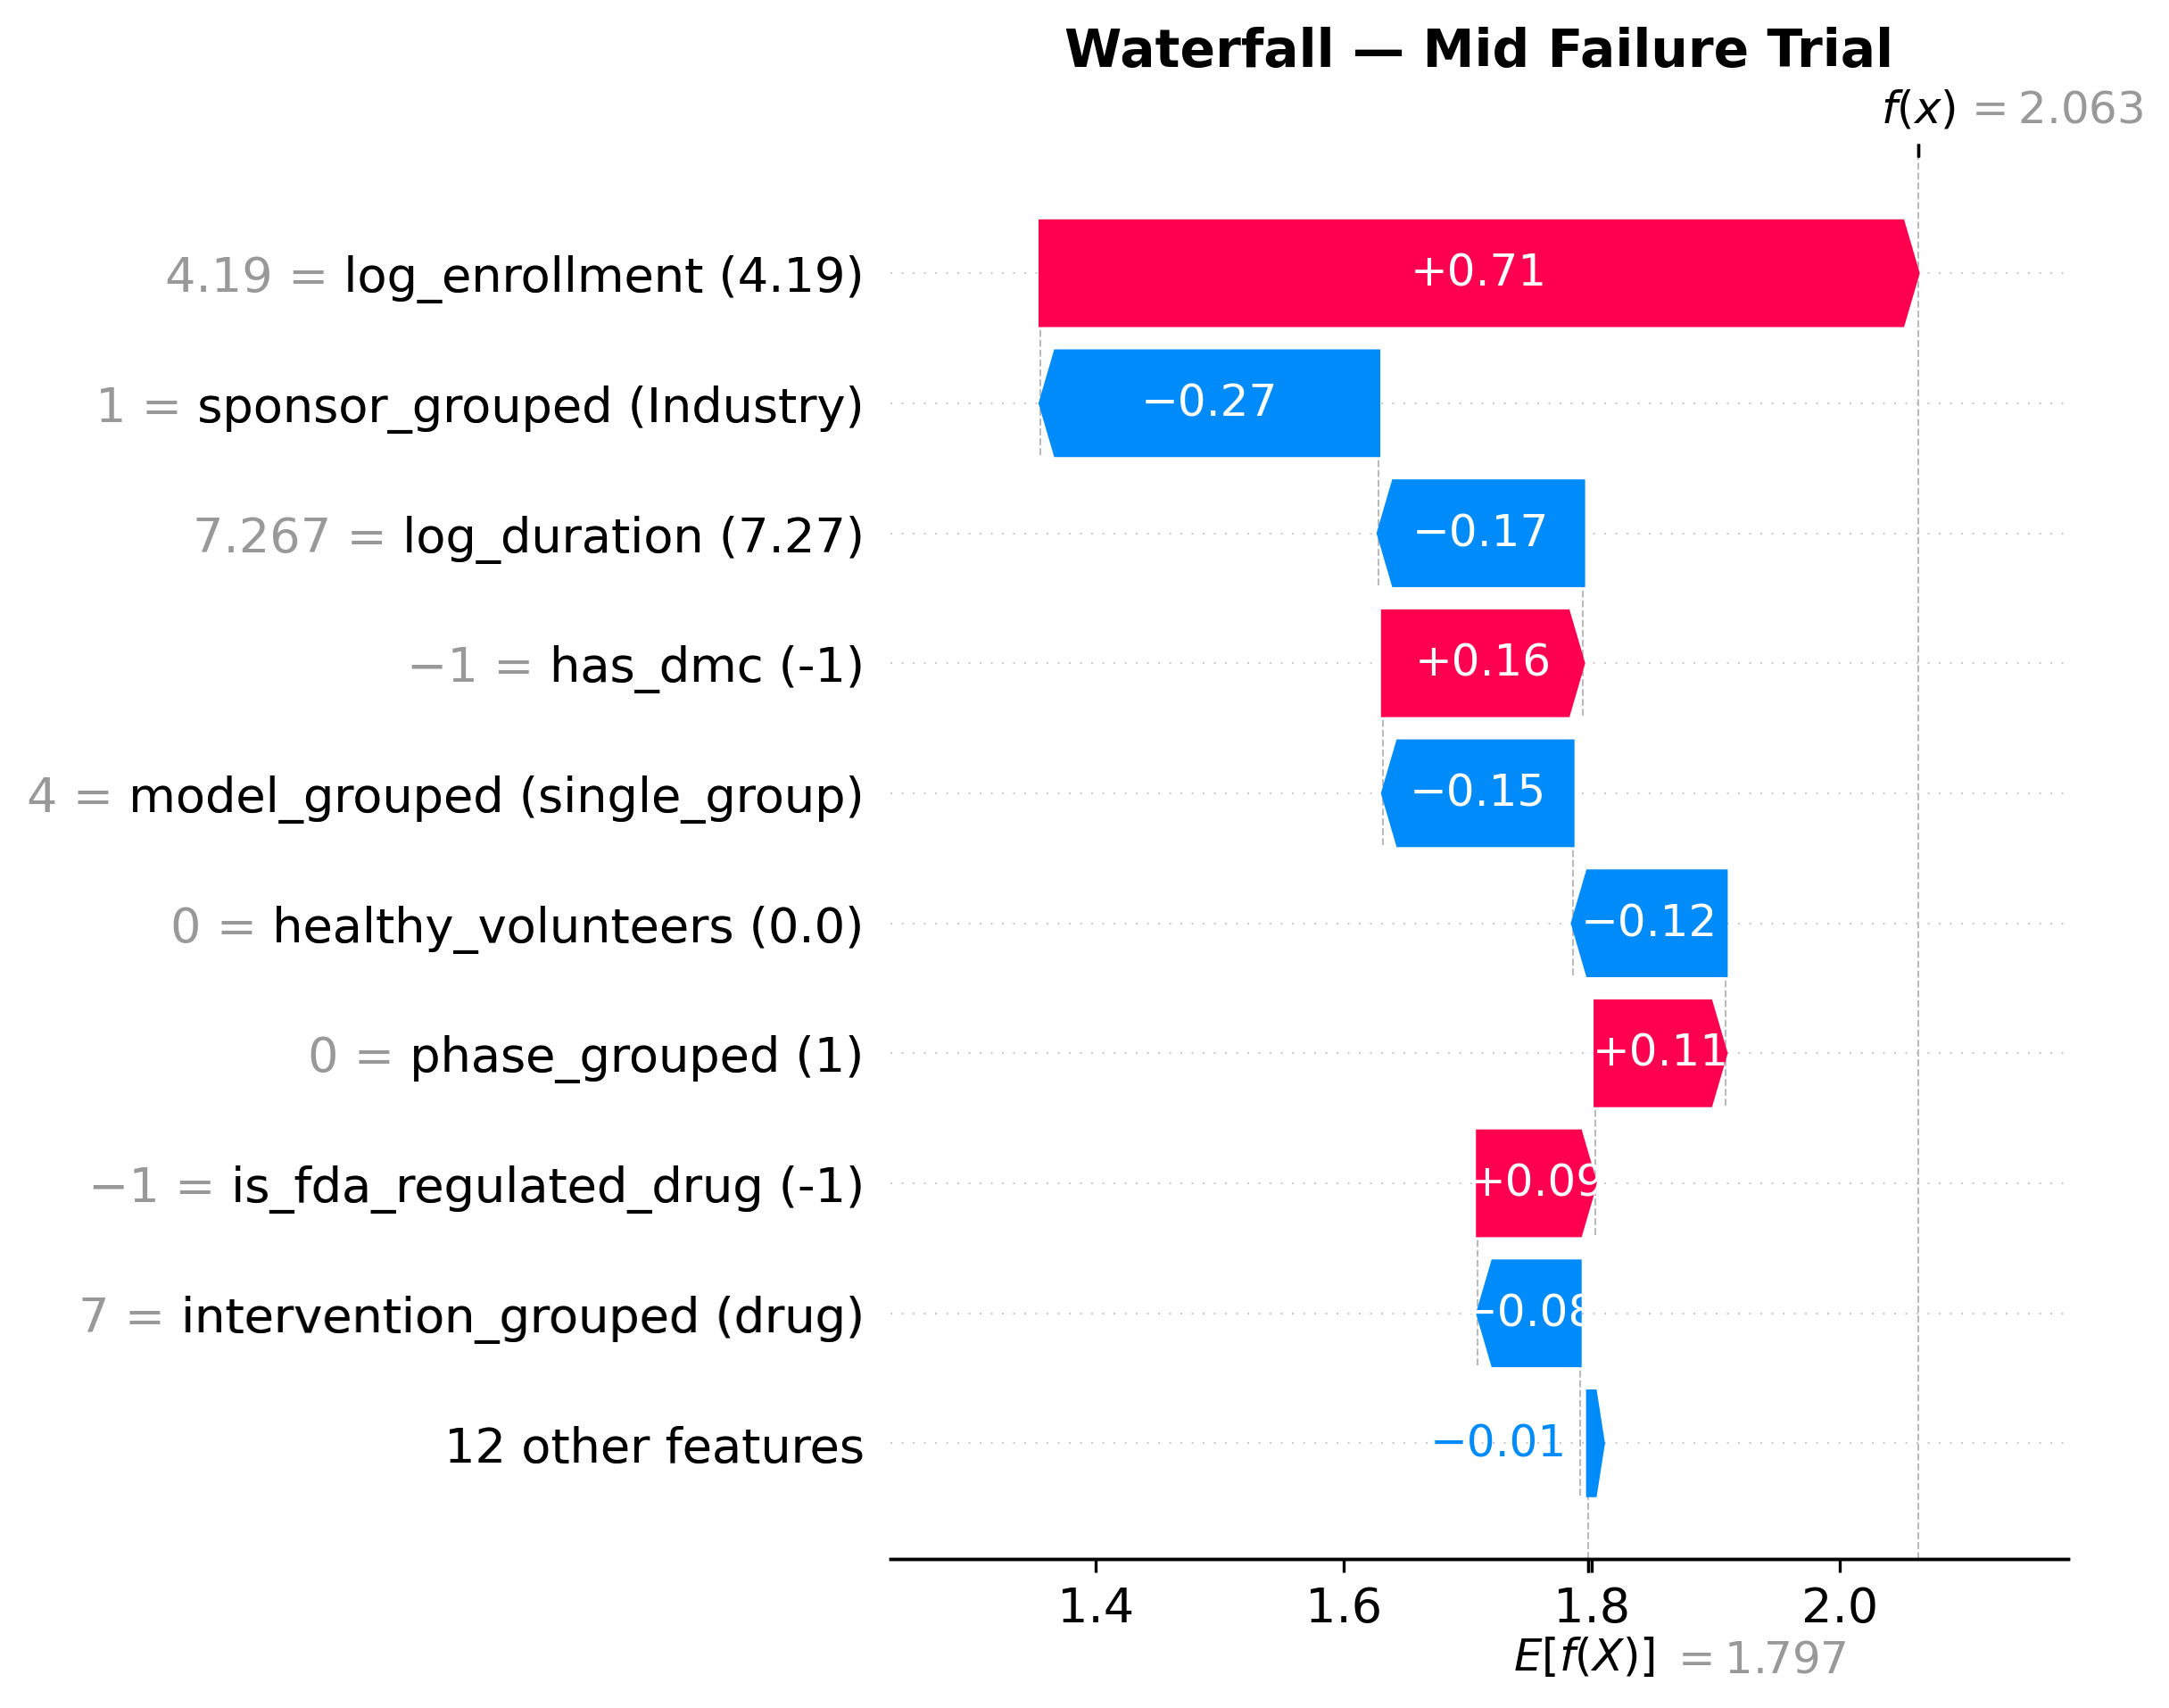 Waterfall — Mid Failure Trial
f(x) = 2.063
4.19 = log_enrollment (4.19) +0.71
1 = sponsor_grouped (Industry) −0.27
7.267 = log_duration (7.27) −0.17
−1 = has_dmc (-1) +0.16
4 = model_grouped (single_group) −0.15
0 = healthy_volunteers (0.0) −0.12
0 = phase_grouped (1) +0.11
−1 = is_fda_regulated_drug (-1) +0.09
7 = intervention_grouped (drug) −0.08
12 other features −0.01
1.4 1.6 1.8 2.0
E[f(X)] = 1.797